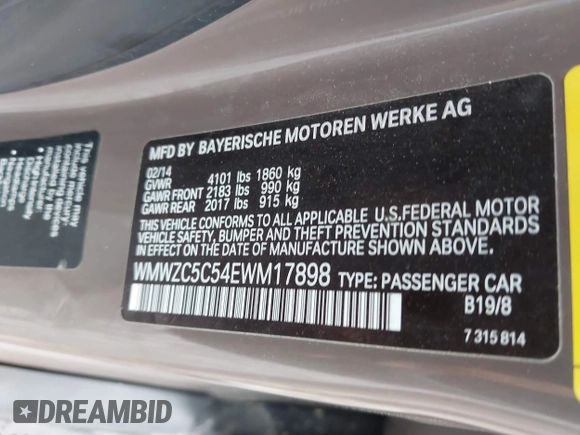 MFD BY BAYERISCHE MOTOREN WERKE AG
02/14
GVWR 4101 lbs 1860 kg
GAWR FRONT 2183 lbs 990 kg
GAWR REAR 2017 lbs 915 kg
THIS VEHICLE CONFORMS TO ALL APPLICABLE U.S.FEDERAL MOTOR
VEHICLE SAFETY, BUMPER AND THEFT PREVENTION STANDARDS
IN EFFECT ON THE DATE OF MANUFACTURE SHOWN ABOVE.
WMWZC5C54EWM17898 TYPE: PASSENGER CAR
B19/8
7 315 814
This vehicle may
DREAMBID